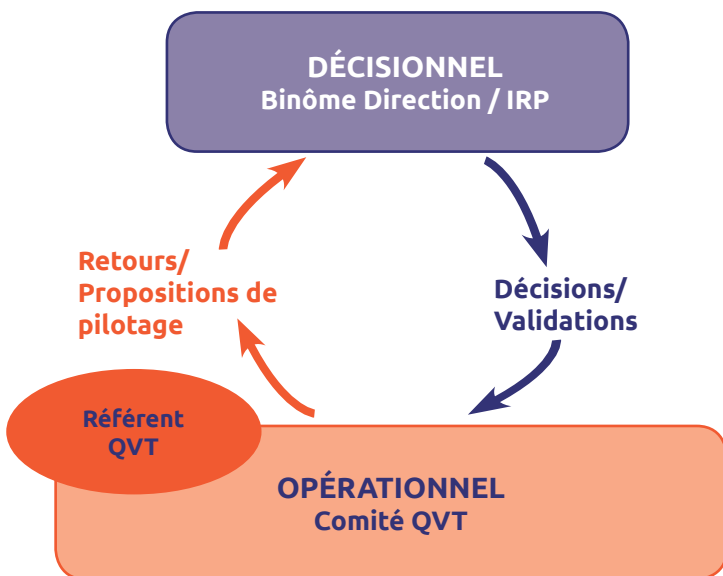 DÉCISIONNEL
Binôme Direction / IRP
Retours/
Propositions de
pilotage
Décisions/
Validations
Référent
QVT
OPÉRATIONNEL
Comité QVT